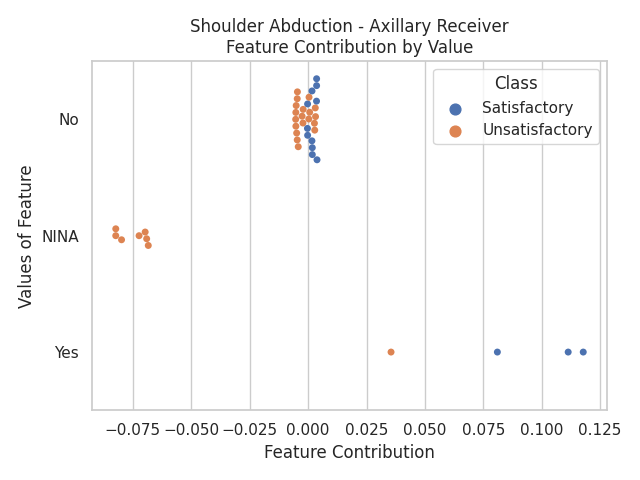 Shoulder Abduction - Axillary Receiver
Feature Contribution by Value
Class
Satisfactory
Unsatisfactory
Values of Feature
No
NINA
Yes
−0.075 −0.050 −0.025 0.000 0.025 0.050 0.075 0.100 0.125
Feature Contribution